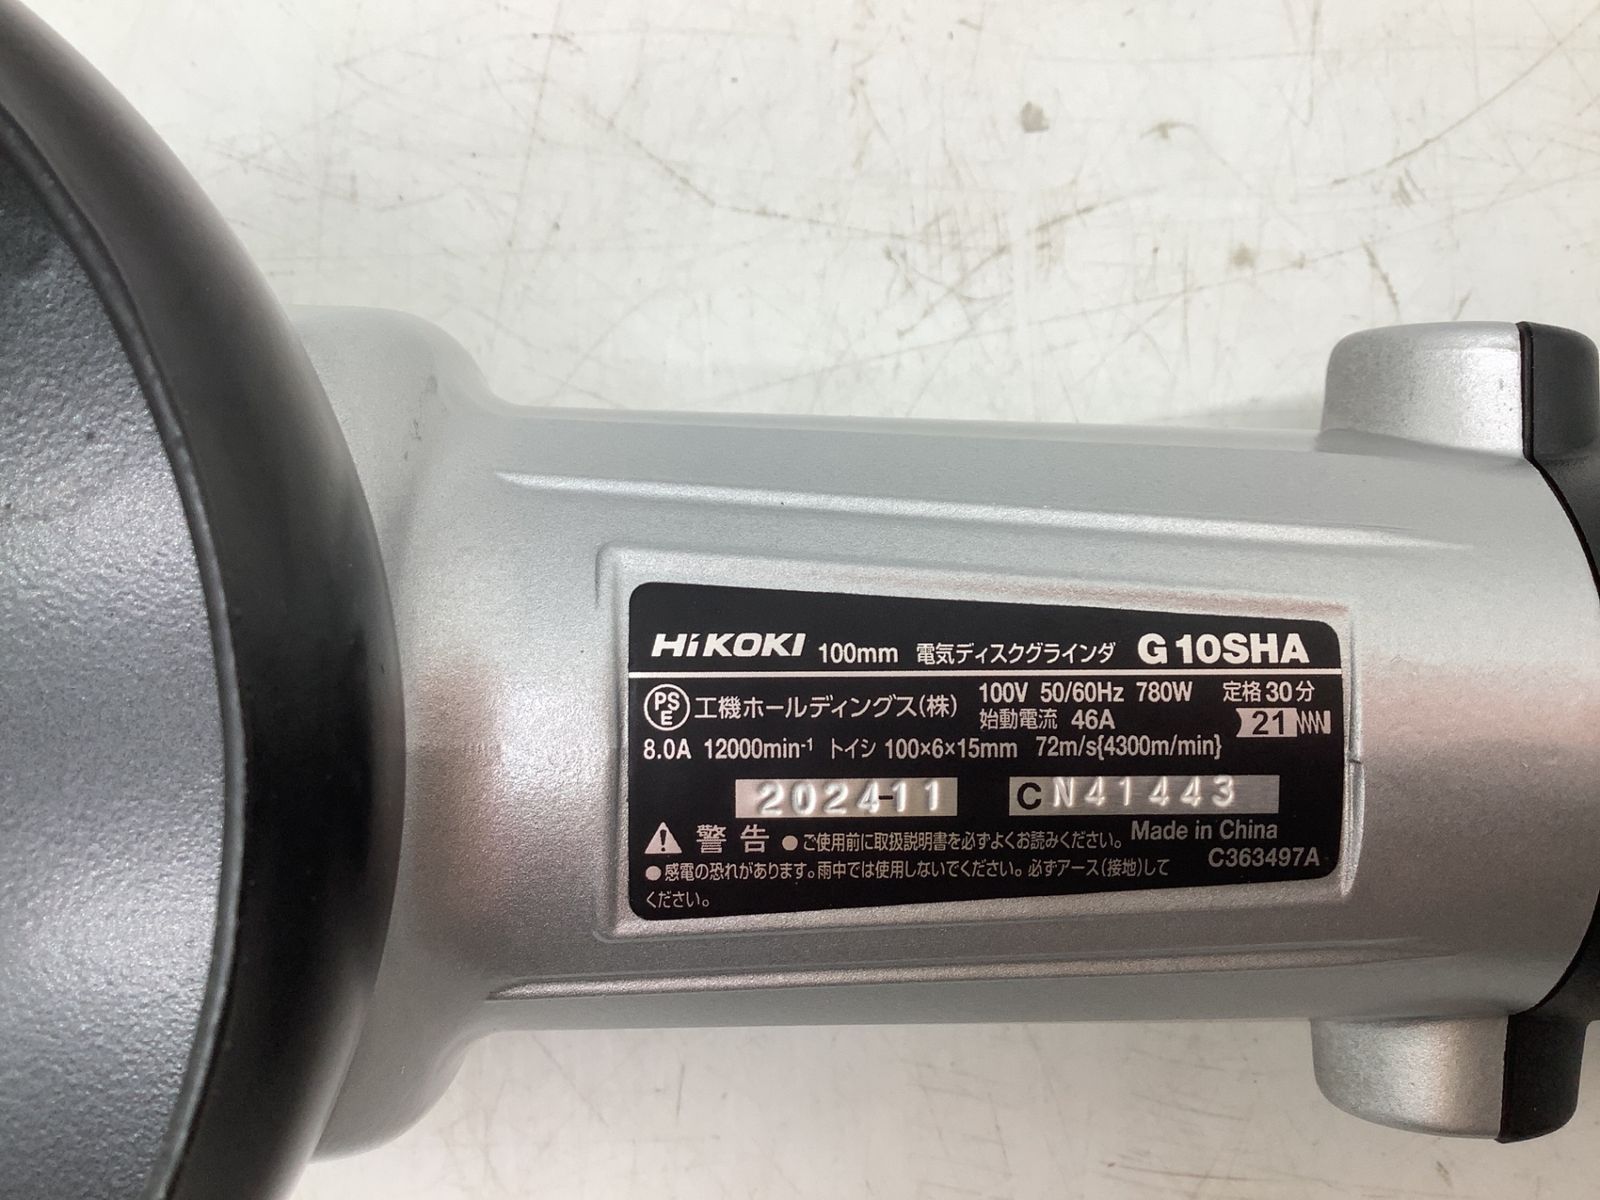 HiKOKI 100mm 電気ディスクグラインダ G10SHA
PSE 工機ホールディングス(株) 100V 50/60Hz 780W 定格30分
始動電流 46A 21
8.0A 12000min⁻¹ トイシ 100×6×15mm 72m/s{4300m/min}
2024-11 CN41443
⚠警告 ●ご使用前に取扱説明書を必ずよくお読みください。 Made in China
●感電の恐れがあります。雨中では使用しないでください。必ずアース(接地)して C363497A
ください。